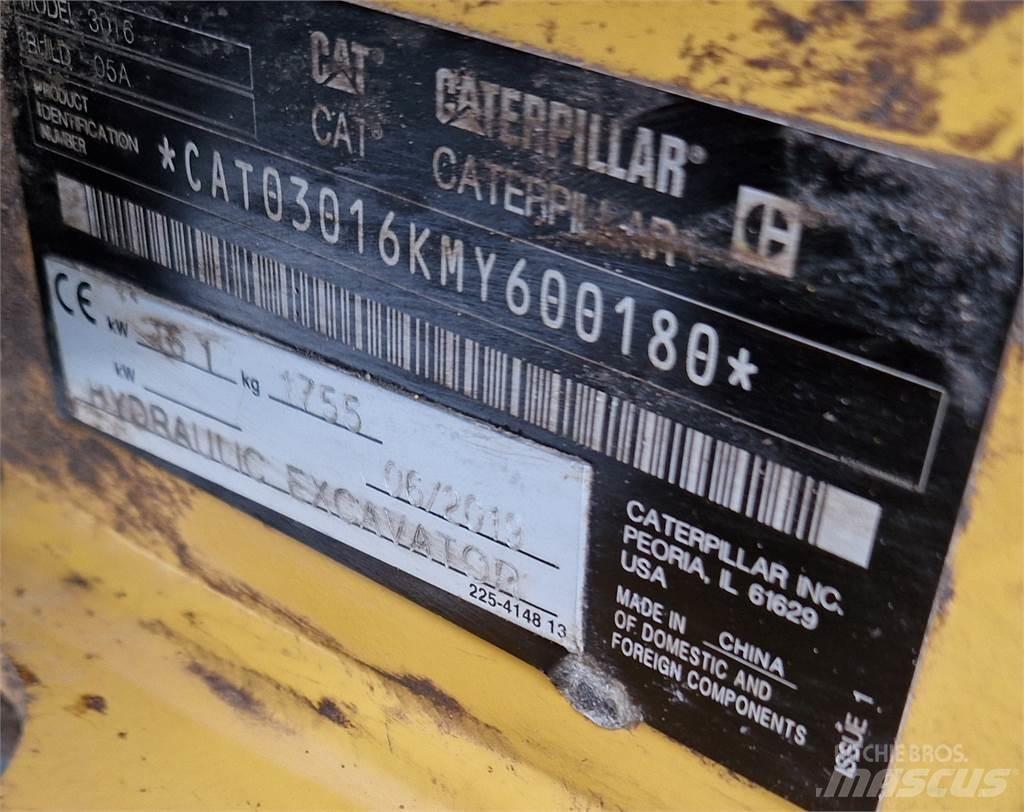 MODEL 3016
BUILD 05A
PRODUCT
IDENTIFICATION
NUMBER
CAT®
CAT®
CATERPILLAR®
CATERPILLAR
*CAT03016KMY600180*
CE
kW
kg 1755
kW
06/2019
HYDRAULIC EXCAVATOR
225-4148 13
CATERPILLAR INC.
PEORIA, IL 61629
USA
MADE IN CHINA
OF DOMESTIC AND
FOREIGN COMPONENTS
ISSUE 1
RITCHIE BROS.
MASCUS